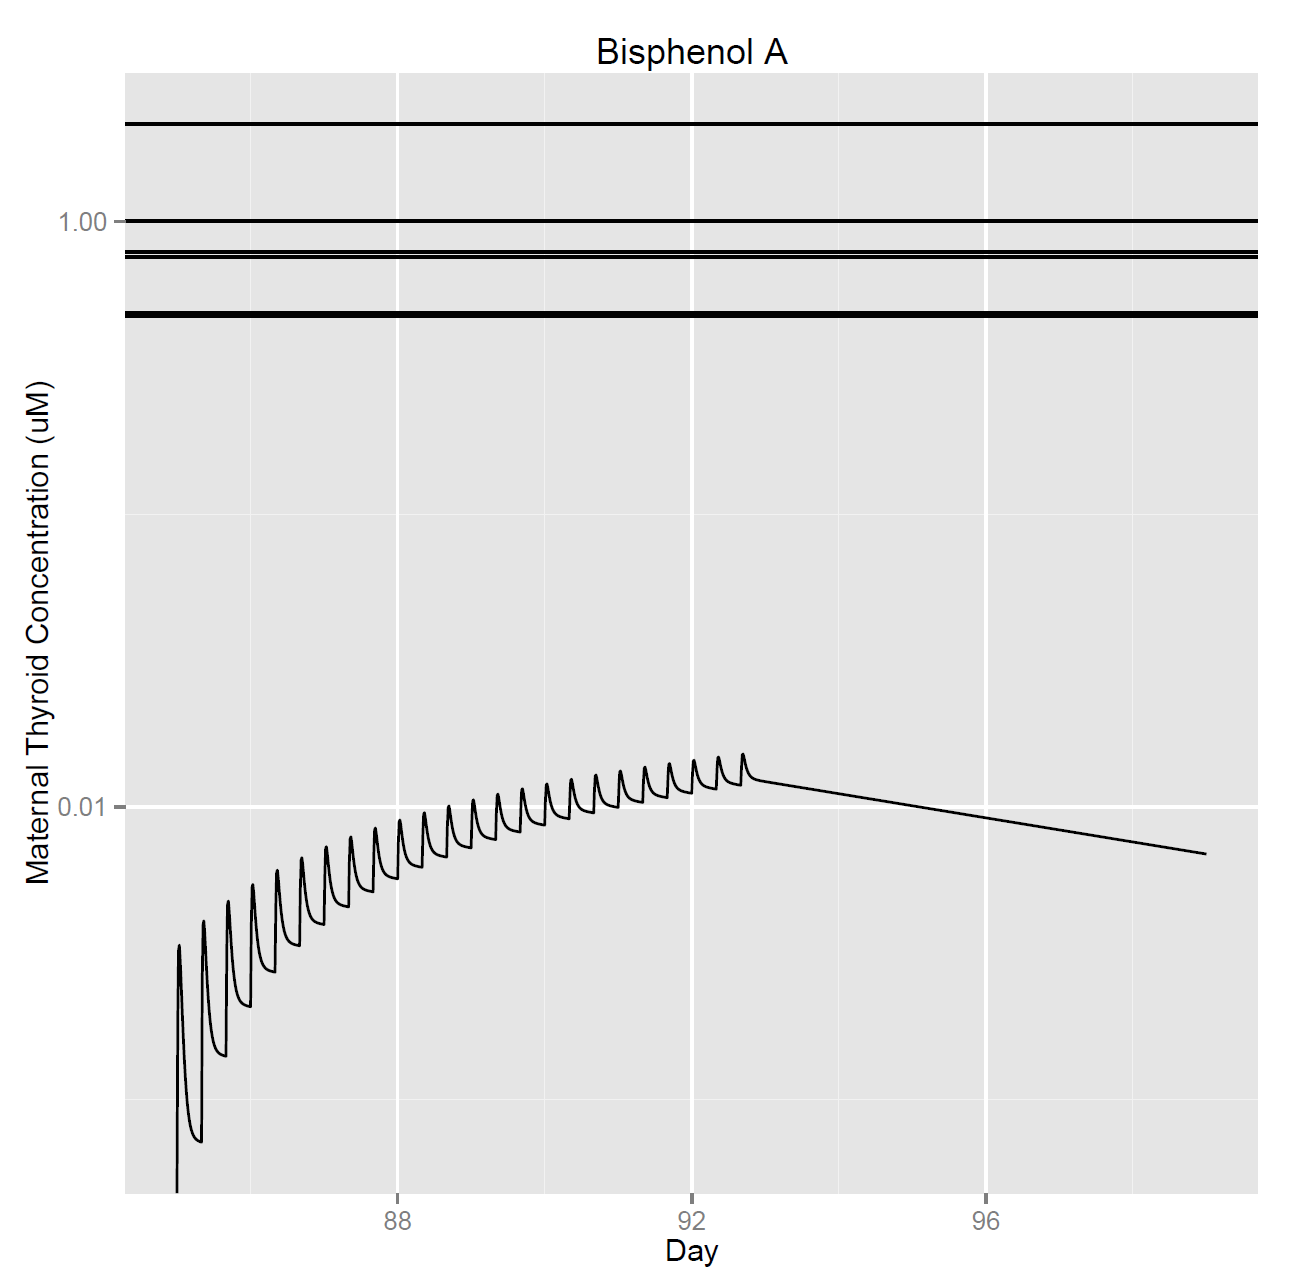 Bisphenol A
Maternal Thyroid Concentration (uM)
1.00
0.01
88
92
96
Day